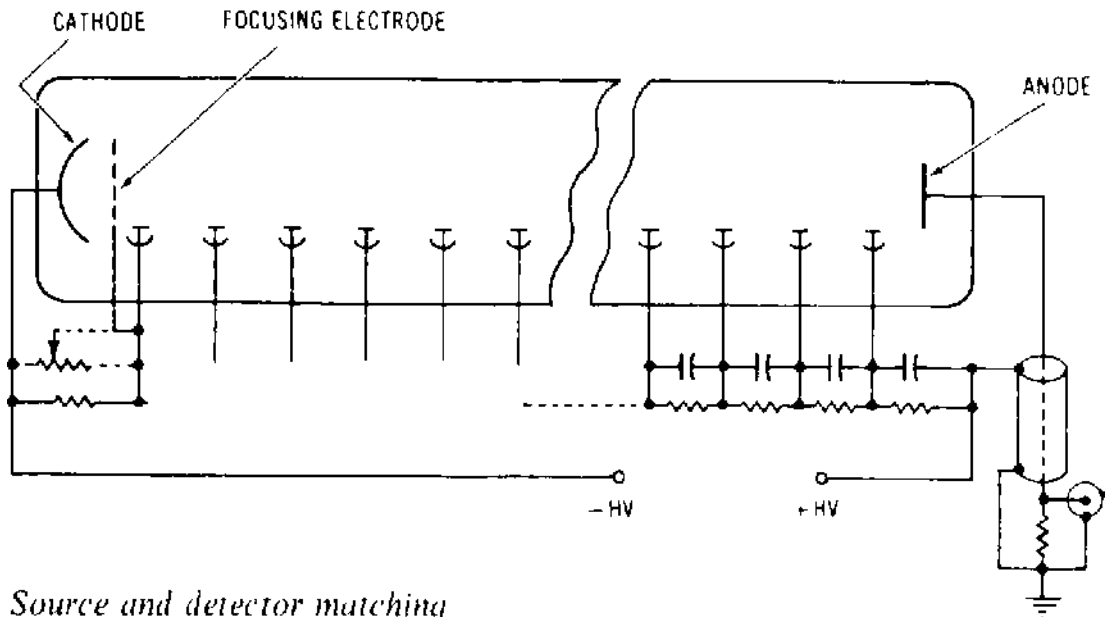 CATHODE
FOCUSING ELECTRODE
ANODE
−HV
+HV
Source and detector matching